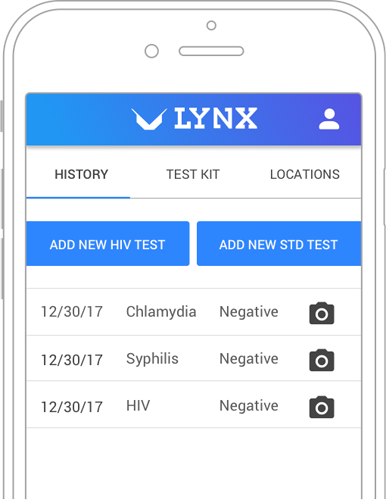 LYNX
HISTORY TEST KIT LOCATIONS
ADD NEW HIV TEST ADD NEW STD TEST
12/30/17 Chlamydia Negative
12/30/17 Syphilis Negative
12/30/17 HIV Negative